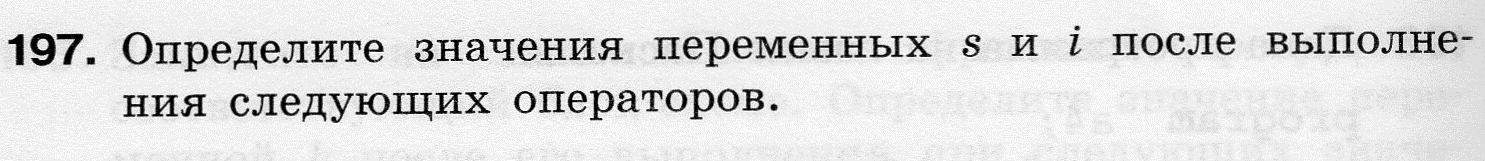 197. Определите значения переменных s и i после выполне-
ния следующих операторов.